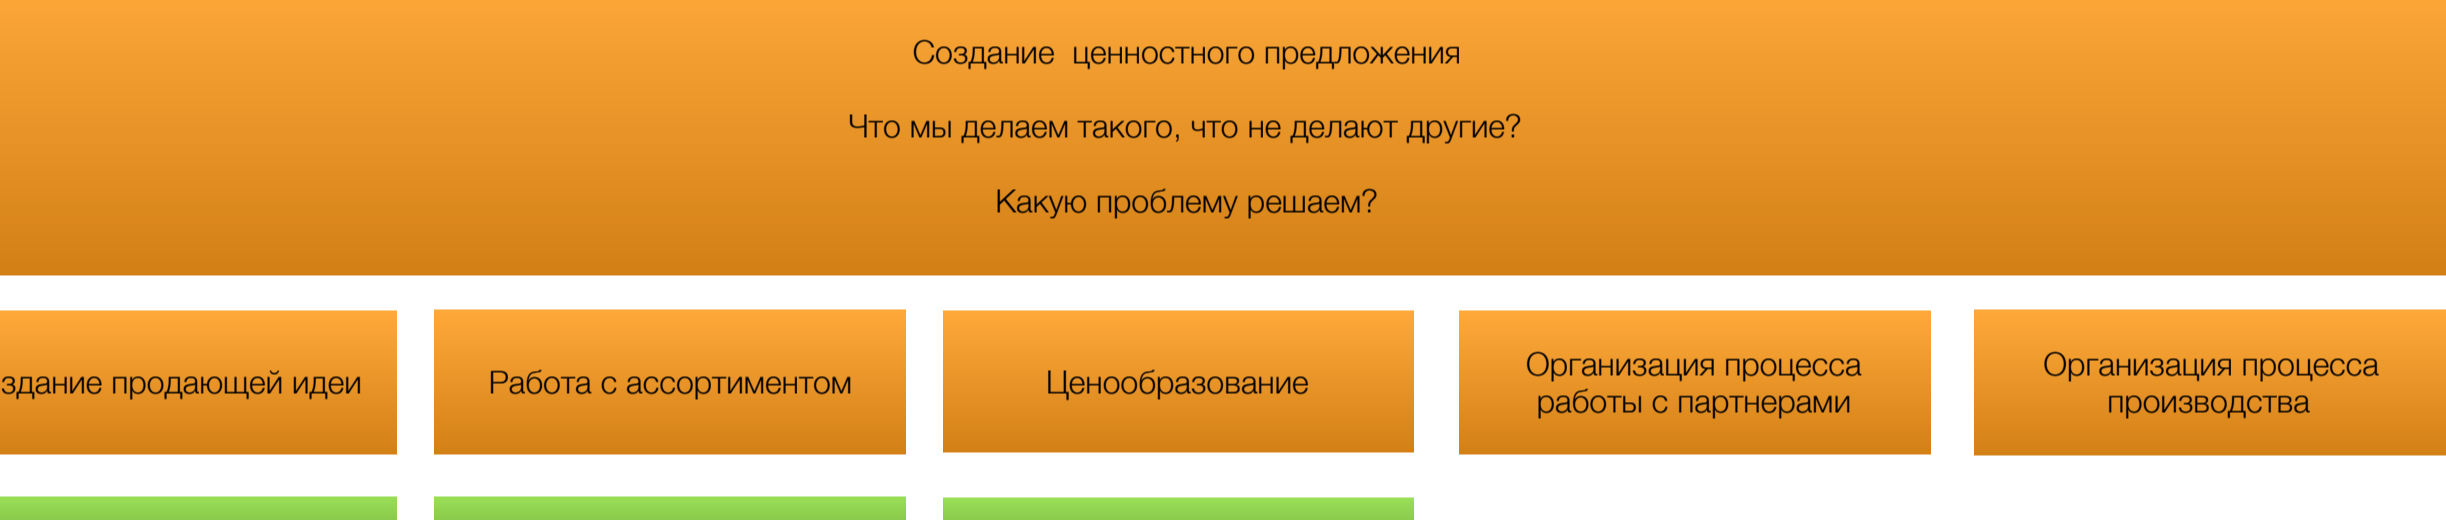 Создание ценностного предложения
Что мы делаем такого, что не делают другие?
Какую проблему решаем?
здание продающей идеи
Работа с ассортиментом
Ценообразование
Организация процесса
работы с партнерами
Организация процесса
производства